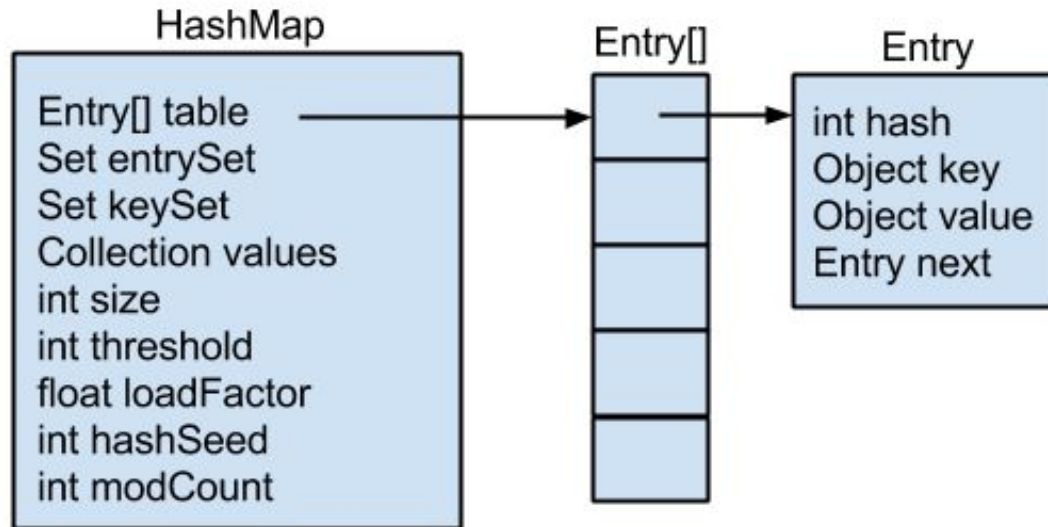 HashMap
Entry[] table
Set entrySet
Set keySet
Collection values
int size
int threshold
float loadFactor
int hashSeed
int modCount
Entry[]
Entry
int hash
Object key
Object value
Entry next